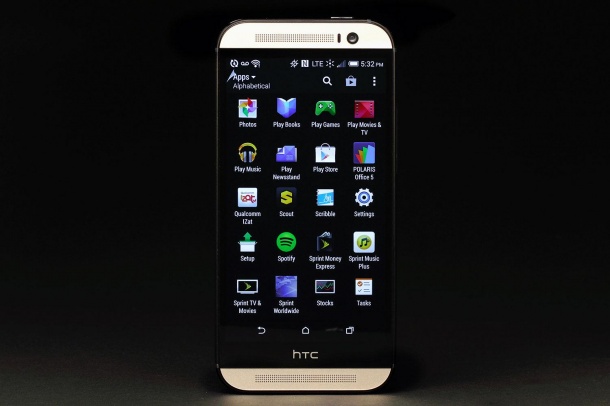 LTE 5:32 PM
Apps
Alphabetical
Photos
Play Books
Play Games
Play Movies &
TV
Play Music
Play
Newsstand
Play Store
POLARIS
Office 5
Qualcomm
IZat
Scout
Scribble
Settings
Setup
Spotify
Sprint Money
Express
Sprint Music
Plus
Sprint TV &
Movies
Sprint
Worldwide
Stocks
Tasks
hTC